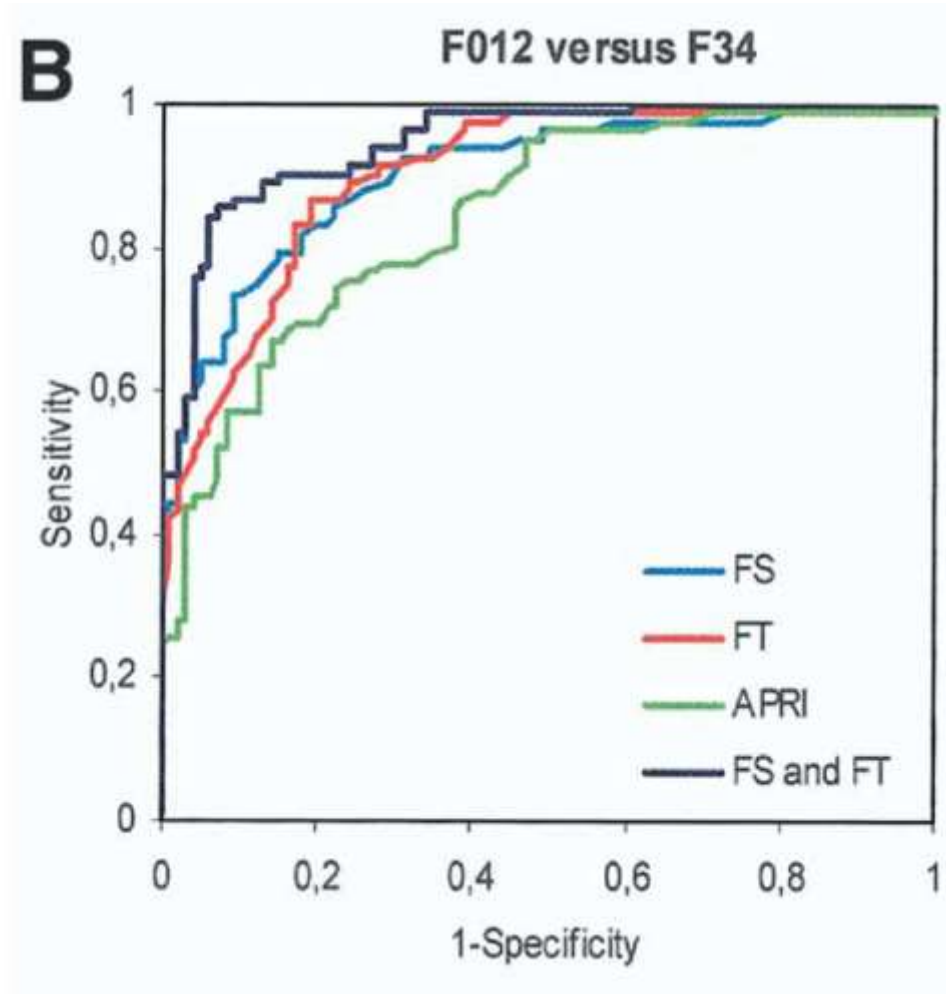 B
F012 versus F34
1
0,8
0,6
0,4
0,2
0
Sensitivity
FS
FT
APRI
FS and FT
0 0,2 0,4 0,6 0,8 1
1-Specificity